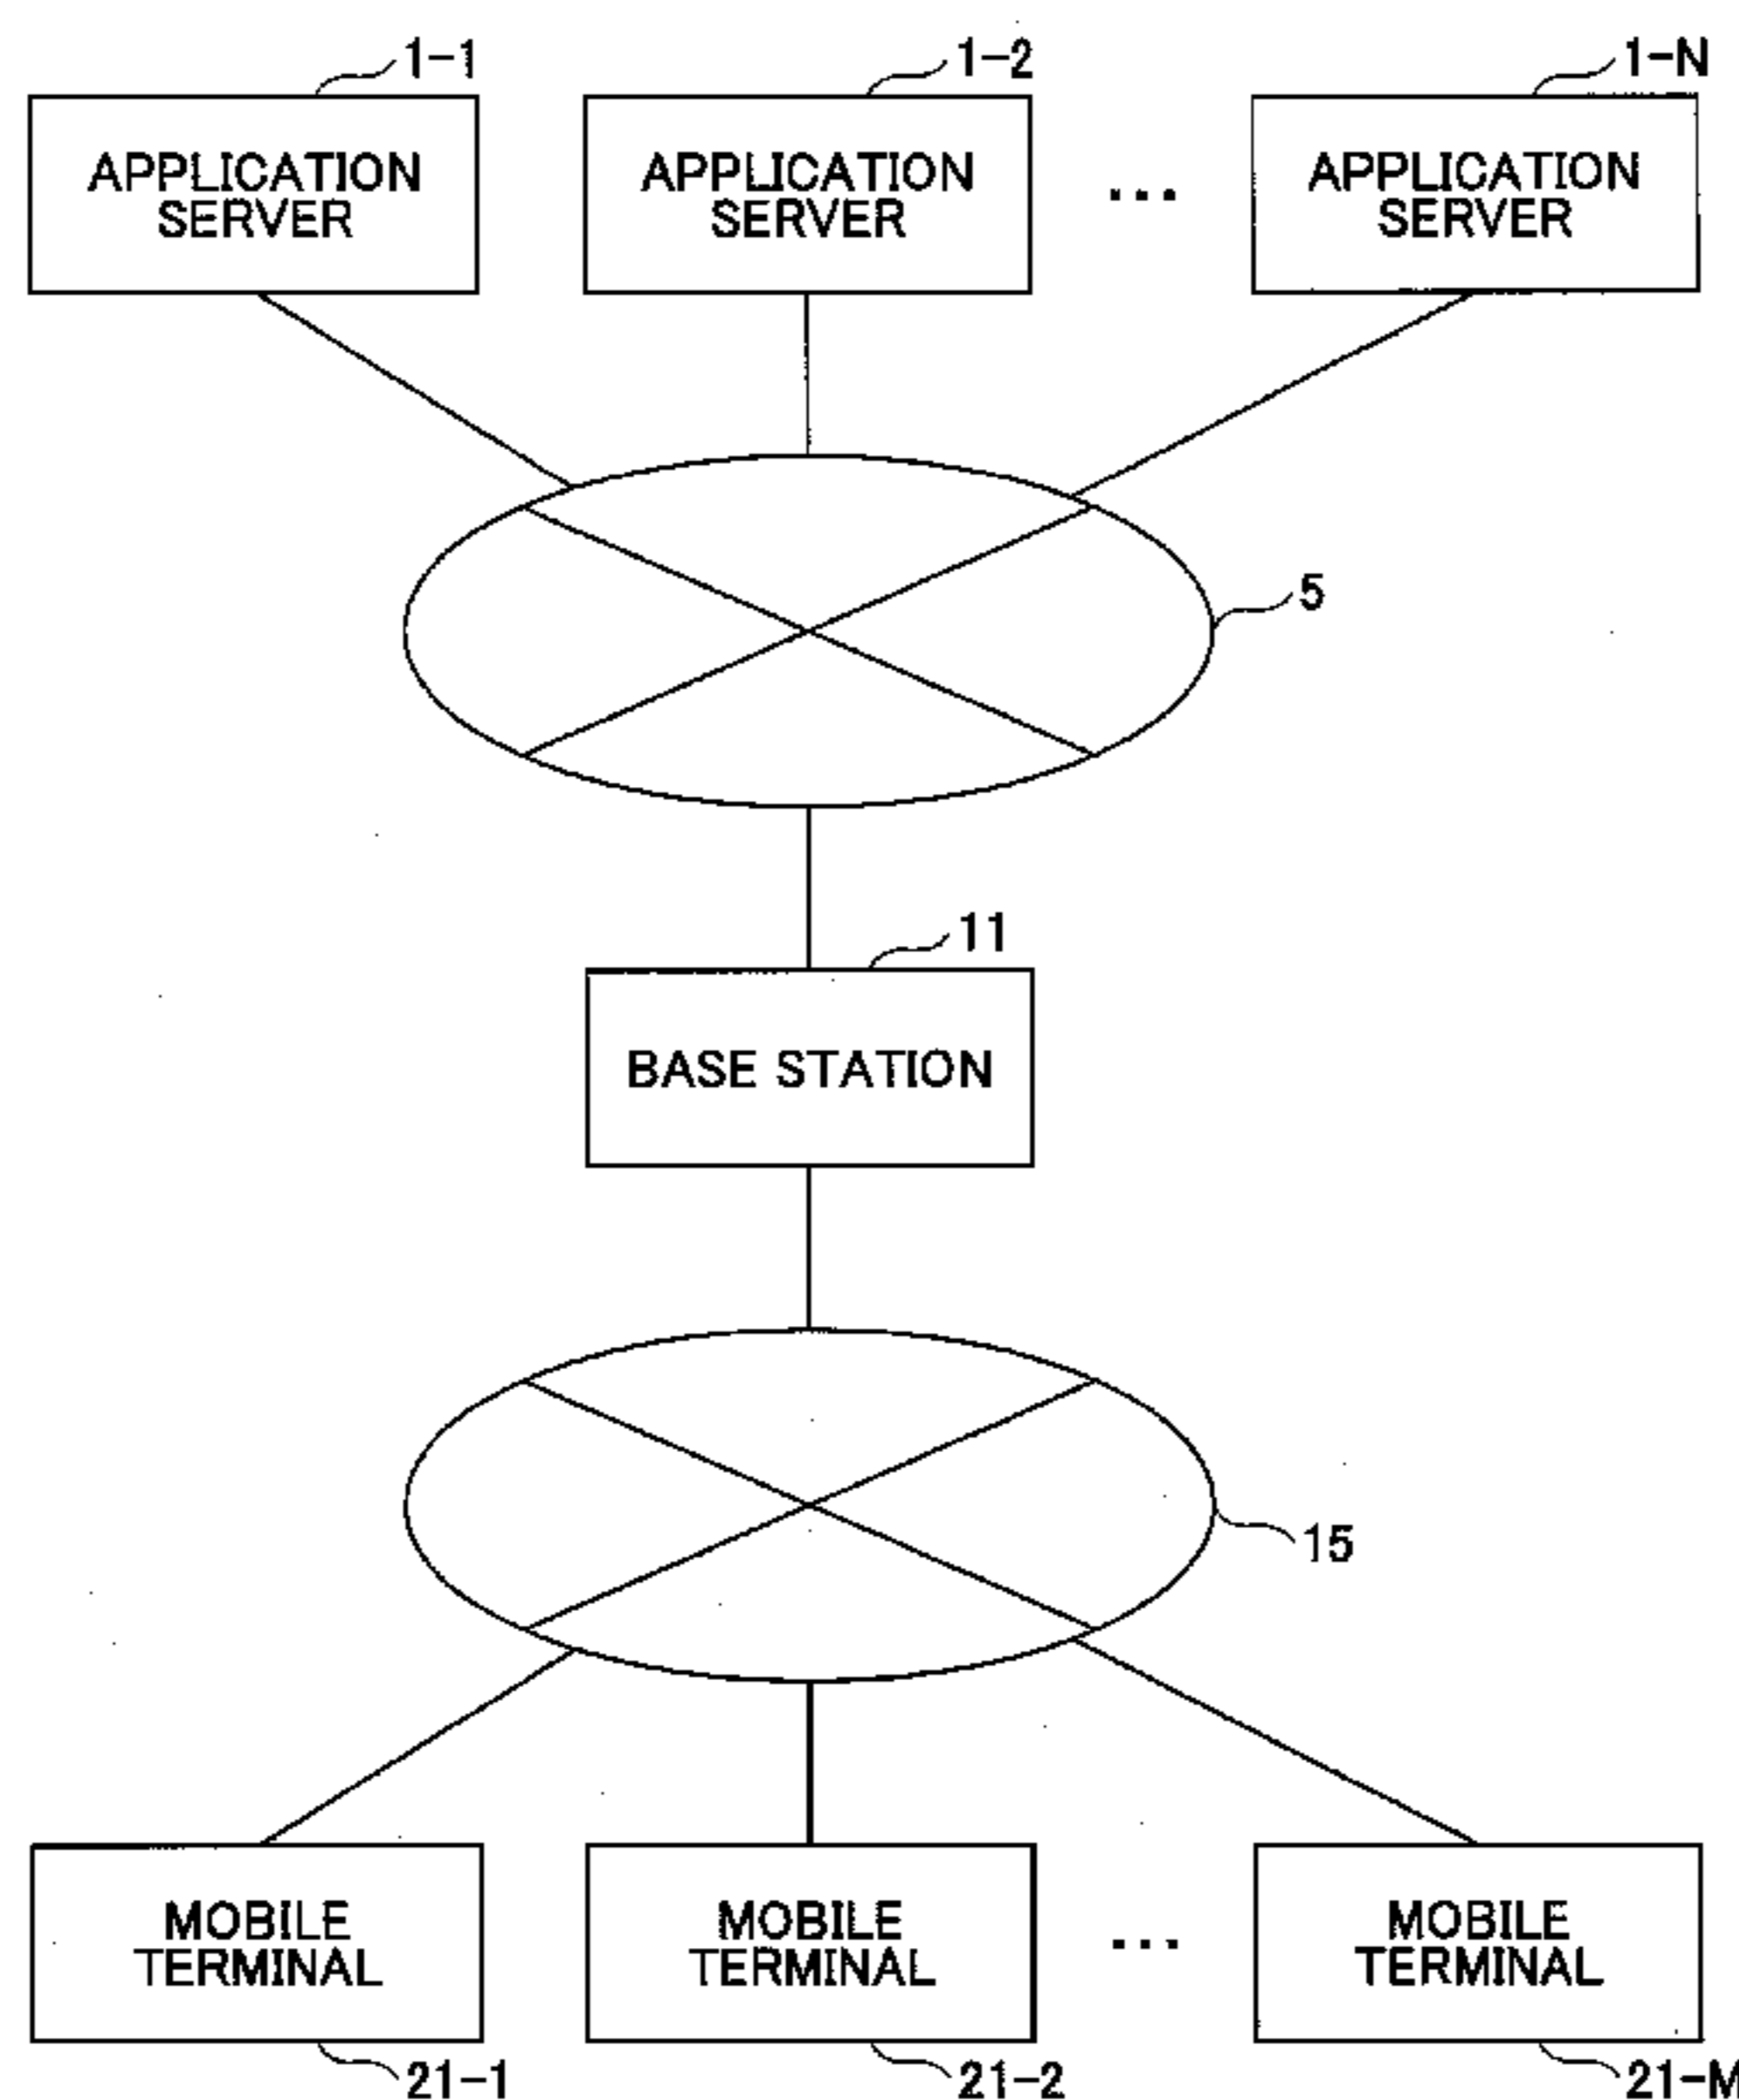 1-1
1-2
1-N
APPLICATION
SERVER
APPLICATION
SERVER
...
APPLICATION
SERVER
5
11
BASE STATION
15
MOBILE
TERMINAL
MOBILE
TERMINAL
...
MOBILE
TERMINAL
21-1
21-2
21-M